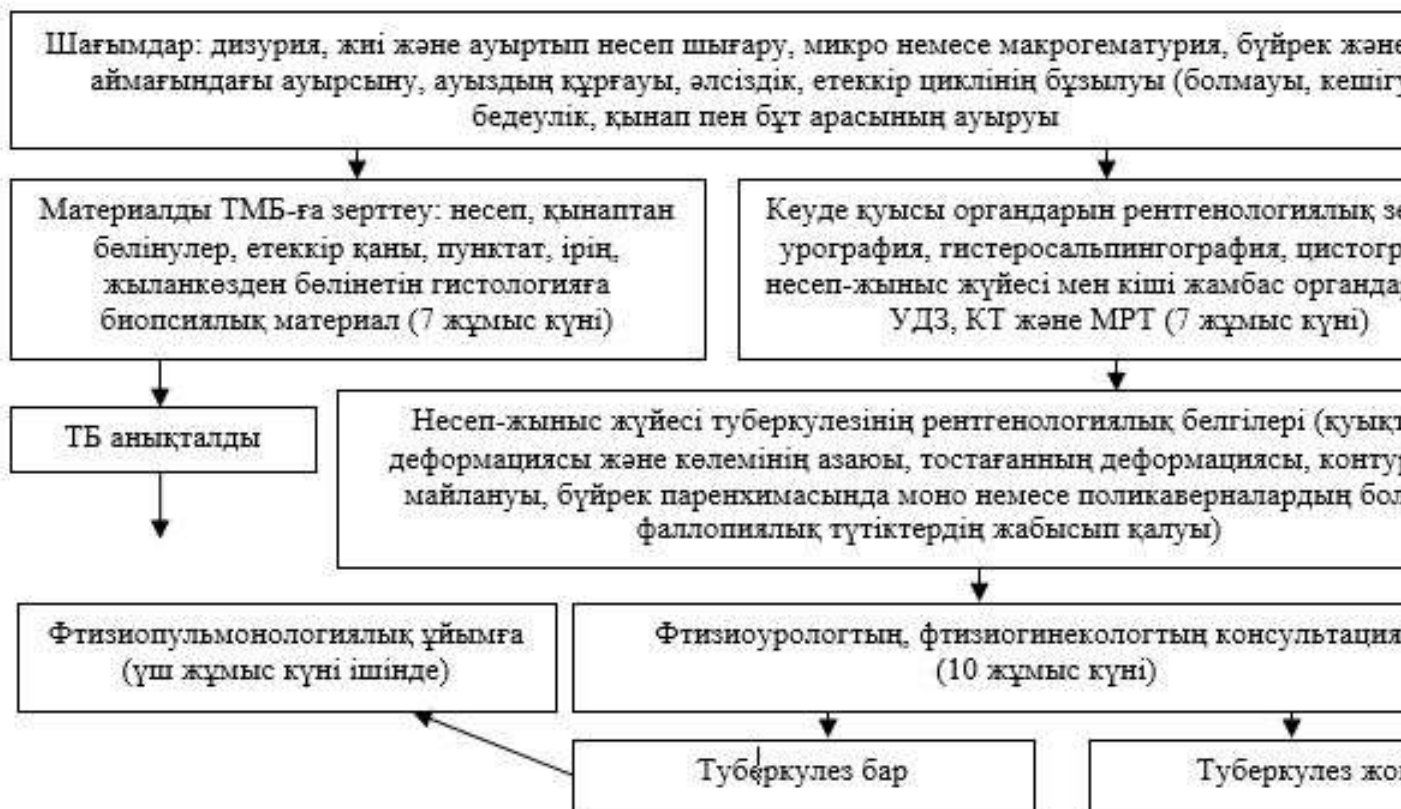 Шағымдар: дизурия, жиі және ауыртып несеп шығару, микро немесе макрогематурия, бүйрек және
аймағындағы ауырсыну, ауыздың құрғауы, әлсіздік, етеккір циклінің бұзылуы (болмауы, кешігу
бедеулік, қынап пен бұт арасының ауыруы
Материалды ТМБ-ға зерттеу: несеп, қынаптан
бөлінулер, етеккір қаны, пунктат, ірің,
жыланкөзден бөлінетін гистологияға
биопсиялық материал (7 жұмыс күні)
Кеуде қуысы органдарын рентгенологиялық зе
урография, гистеросальпингография, цистогр
несеп-жыныс жүйесі мен кіші жамбас органда
УДЗ, КТ және МРТ (7 жұмыс күні)
ТБ анықталды
Несеп-жыныс жүйесі туберкулезінің рентгенологиялық белгілері (қуықт
деформациясы және көлемінің азаюы, тостағанның деформациясы, контур
майлануы, бүйрек паренхимасында моно немесе поликаверналардың бол
фаллопиялық түтіктердің жабысып қалуы)
Фтизиопульмонологиялық ұйымға
(үш жұмыс күні ішінде)
Фтизиоурологтың, фтизиогинекологтың консультация
(10 жұмыс күні)
Туберкулез бар
Туберкулез жо